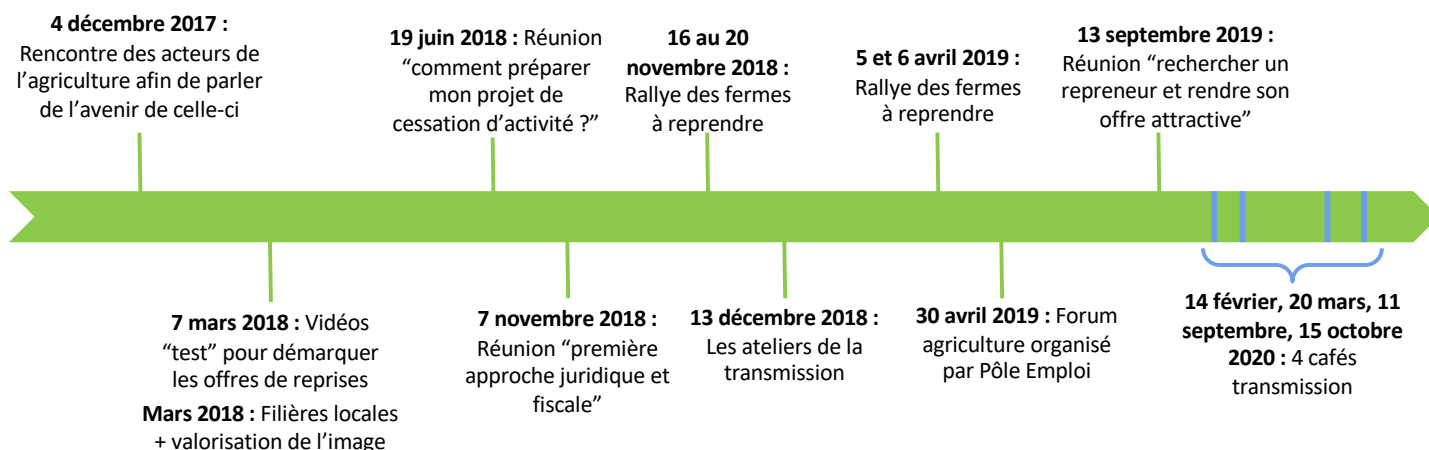 4 décembre 2017 :
Rencontre des acteurs de
l’agriculture afin de parler
de l’avenir de celle-ci
19 juin 2018 : Réunion
“comment préparer
mon projet de
cessation d’activité ?”
16 au 20
novembre 2018 :
Rallye des fermes
à reprendre
5 et 6 avril 2019 :
Rallye des fermes
à reprendre
13 septembre 2019 :
Réunion “rechercher un
repreneur et rendre son
offre attractive”
7 mars 2018 : Vidéos
“test” pour démarquer
les offres de reprises
Mars 2018 : Filières locales
+ valorisation de l’image
7 novembre 2018 :
Réunion “première
approche juridique et
fiscale”
13 décembre 2018 :
Les ateliers de la
transmission
30 avril 2019 : Forum
agriculture organisé
par Pôle Emploi
14 février, 20 mars, 11
septembre, 15 octobre
2020 : 4 cafés
transmission